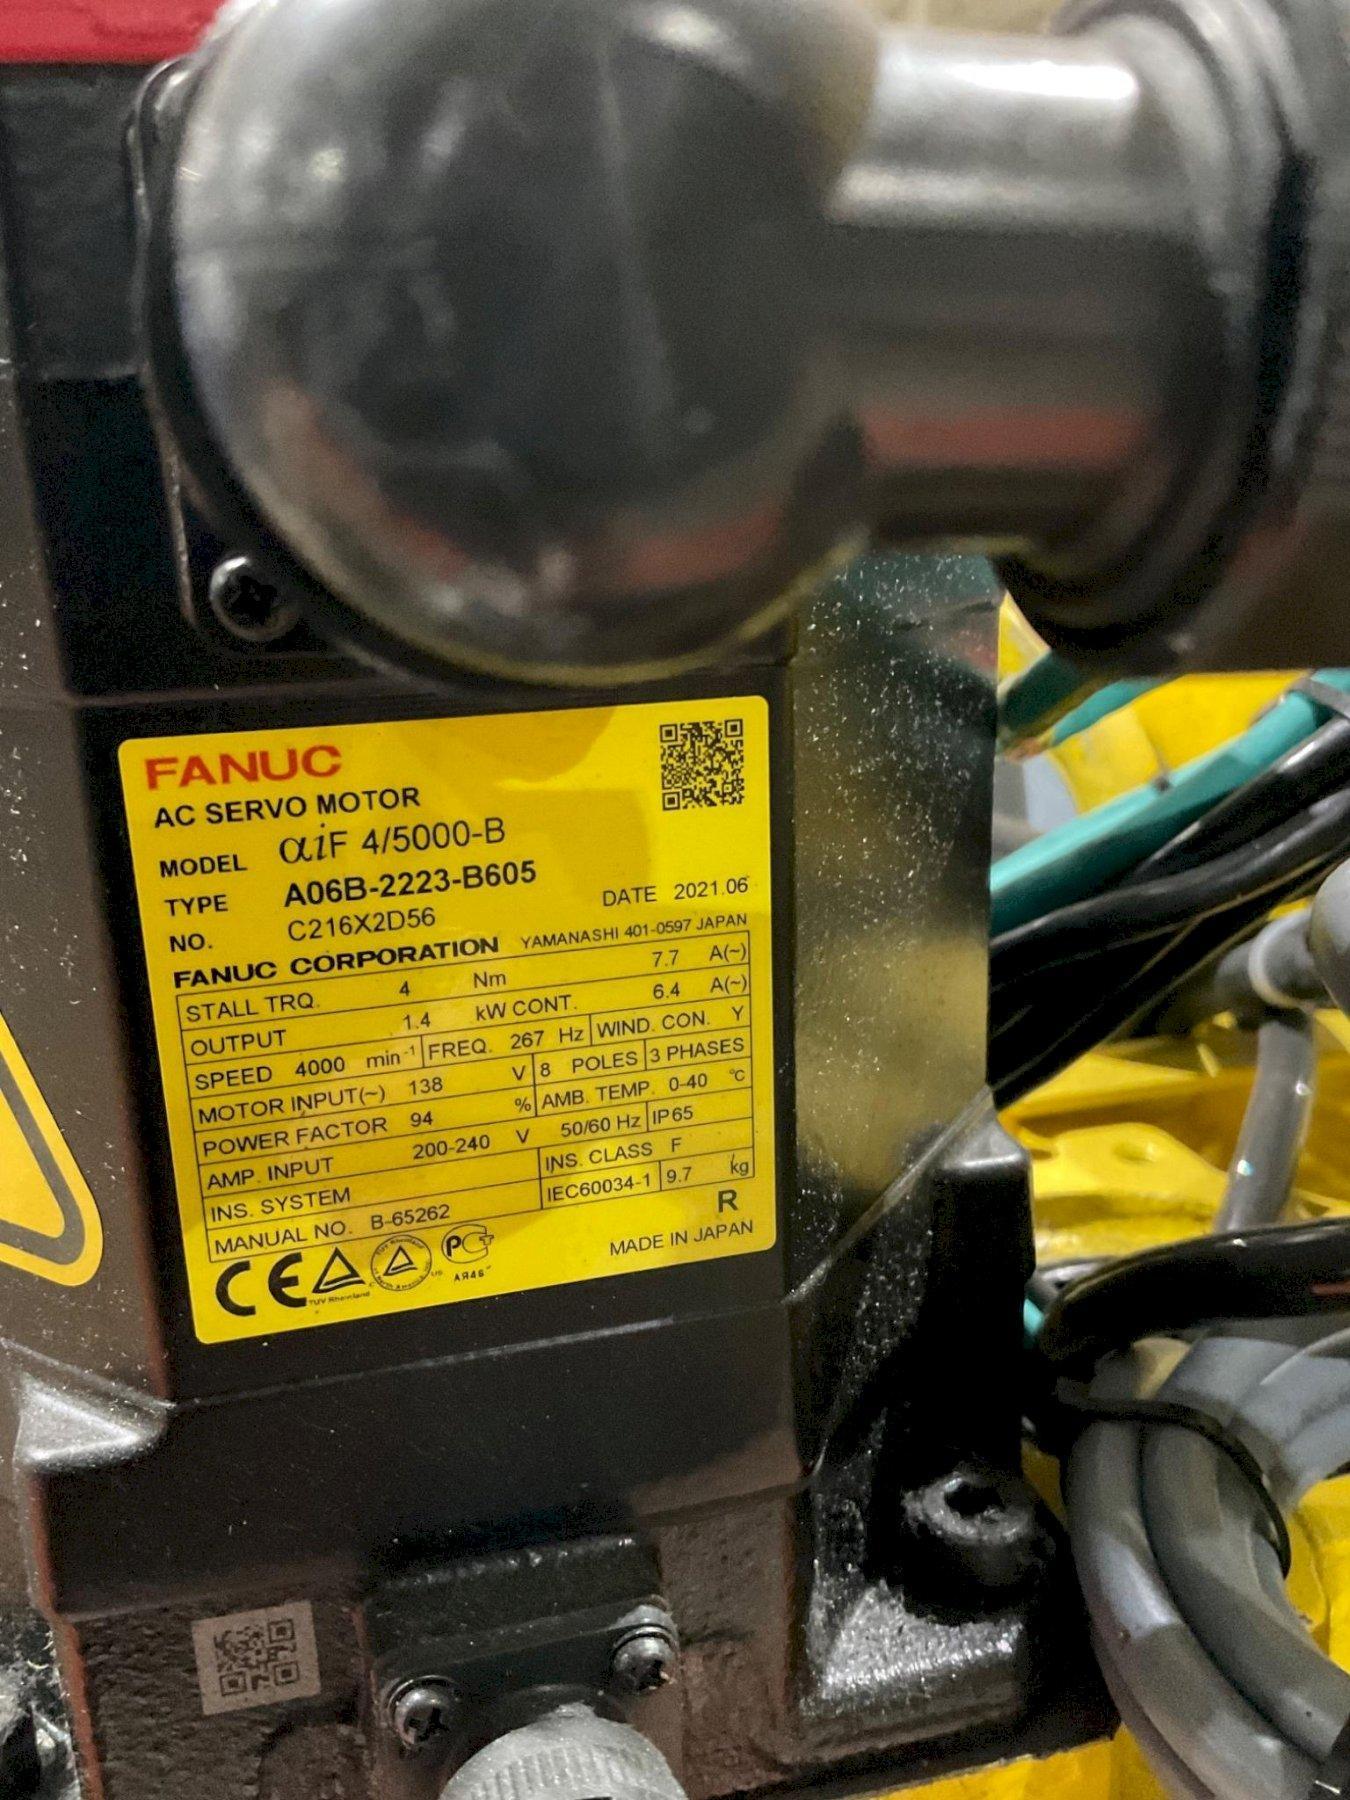 FANUC
AC SERVO MOTOR
MODEL αiF 4/5000-B
TYPE A06B-2223-B605
NO. C216X2D56 DATE 2021.06
FANUC CORPORATION YAMANASHI 401-0597 JAPAN
STALL TRQ. 4 Nm 7.7 A(~)
OUTPUT 1.4 kW CONT. 6.4 A(~)
SPEED 4000 min⁻¹ FREQ. 267 Hz WIND. CON. Y
MOTOR INPUT(~) 138 V 8 POLES 3 PHASES
POWER FACTOR 94 % AMB. TEMP. 0-40 °C
AMP. INPUT 200-240 V 50/60 Hz IP65
INS. SYSTEM INS. CLASS F
MANUAL NO. B-65262 IEC60034-1 9.7 kg
R
CE TUV Rheinland C US АЯ46
MADE IN JAPAN